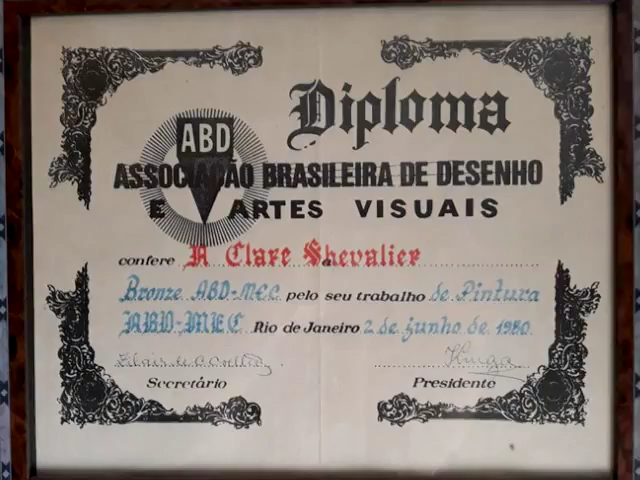 Diploma
ABD
ASSOCIAÇÃO BRASILEIRA DE DESENHO
E ARTES VISUAIS
confere A Clare Shevalier
a
Bronze ABD-MEC pelo seu trabalho de Pintura
ABD-MEC Rio de Janeiro 2 de junho de 1980.
Secretário Presidente